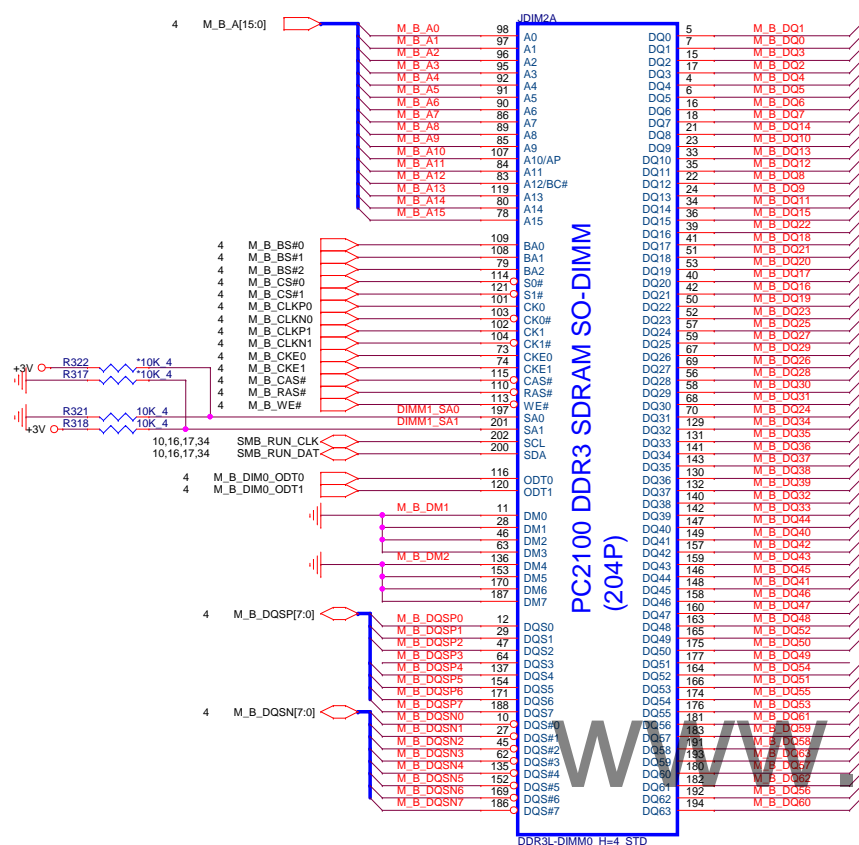 JDIM2A
4 M_B_A[15:0]
M_B_A0 98 A0 DQ0 5 M_B_DQ1
M_B_A1 97 A1 DQ1 7 M_B_DQ0
M_B_A2 96 A2 DQ2 15 M_B_DQ3
M_B_A3 95 A3 DQ3 17 M_B_DQ2
M_B_A4 92 A4 DQ4 4 M_B_DQ4
M_B_A5 91 A5 DQ5 6 M_B_DQ5
M_B_A6 90 A6 DQ6 16 M_B_DQ6
M_B_A7 86 A7 DQ7 18 M_B_DQ7
M_B_A8 89 A8 DQ8 21 M_B_DQ14
M_B_A9 85 A9 DQ9 23 M_B_DQ10
M_B_A10 107 A10/AP DQ10 33 M_B_DQ13
M_B_A11 84 A11 DQ11 35 M_B_DQ12
M_B_A12 83 A12/BC# DQ12 22 M_B_DQ8
M_B_A13 119 A13 DQ13 24 M_B_DQ9
M_B_A14 80 A14 DQ14 34 M_B_DQ11
M_B_A15 78 A15 DQ15 36 M_B_DQ15
DQ16 39 M_B_DQ22
4 M_B_BS#0 109 BA0 DQ17 41 M_B_DQ18
4 M_B_BS#1 108 BA1 DQ18 51 M_B_DQ21
4 M_B_BS#2 79 BA2 DQ19 53 M_B_DQ20
4 M_B_CS#0 114 S0# DQ20 40 M_B_DQ17
4 M_B_CS#1 121 S1# DQ21 42 M_B_DQ16
4 M_B_CLKP0 101 CK0 DQ22 50 M_B_DQ19
4 M_B_CLKN0 103 CK0# DQ23 52 M_B_DQ23
4 M_B_CLKP1 102 CK1 DQ24 57 M_B_DQ25
4 M_B_CLKN1 104 CK1# DQ25 59 M_B_DQ27
4 M_B_CKE0 73 CKE0 DQ26 67 M_B_DQ29
4 M_B_CKE1 74 CKE1 DQ27 69 M_B_DQ26
4 M_B_CAS# 115 CAS# DQ28 56 M_B_DQ28
4 M_B_RAS# 110 RAS# DQ29 58 M_B_DQ30
4 M_B_WE# 113 WE# DQ30 68 M_B_DQ31
+3V R322 *10K_4
R317 *10K_4
R321 10K_4 DIMM1_SA0 197 SA0 DQ31 70 M_B_DQ24
+3V R318 10K_4 DIMM1_SA1 201 SA1 DQ32 129 M_B_DQ34
10,16,17,34 SMB_RUN_CLK 202 SCL DQ33 131 M_B_DQ35
10,16,17,34 SMB_RUN_DAT 200 SDA DQ34 141 M_B_DQ36
DQ35 143 M_B_DQ37
4 M_B_DIM0_ODT0 116 ODT0 DQ36 130 M_B_DQ38
4 M_B_DIM0_ODT1 120 ODT1 DQ37 132 M_B_DQ39
DQ38 140 M_B_DQ32
M_B_DM1 11 DM0 DQ39 142 M_B_DQ33
28 DM1 DQ40 147 M_B_DQ44
46 DM2 DQ41 149 M_B_DQ40
63 DM3 DQ42 157 M_B_DQ42
M_B_DM2 136 DM4 DQ43 159 M_B_DQ43
153 DM5 DQ44 146 M_B_DQ45
170 DM6 DQ45 148 M_B_DQ41
187 DM7 DQ46 158 M_B_DQ46
DQ47 160 M_B_DQ47
4 M_B_DQSP[7:0]
M_B_DQSP0 12 DQS0 DQ48 163 M_B_DQ48
M_B_DQSP1 29 DQS1 DQ49 165 M_B_DQ52
M_B_DQSP2 47 DQS2 DQ50 175 M_B_DQ50
M_B_DQSP3 64 DQS3 DQ51 177 M_B_DQ49
M_B_DQSP4 137 DQS4 DQ52 164 M_B_DQ54
M_B_DQSP5 154 DQS5 DQ53 166 M_B_DQ51
M_B_DQSP6 171 DQS6 DQ54 174 M_B_DQ55
M_B_DQSP7 188 DQS7 DQ55 176 M_B_DQ53
4 M_B_DQSN[7:0]
M_B_DQSN0 10 DQS#0 DQ56 181 M_B_DQ61
M_B_DQSN1 27 DQS#1 DQ57 183 M_B_DQ59
M_B_DQSN2 45 DQS#2 DQ58 191 M_B_DQ58
M_B_DQSN3 62 DQS#3 DQ59 193 M_B_DQ63
M_B_DQSN4 135 DQS#4 DQ60 180 M_B_DQ57
M_B_DQSN5 152 DQS#5 DQ61 182 M_B_DQ62
M_B_DQSN6 169 DQS#6 DQ62 192 M_B_DQ56
M_B_DQSN7 186 DQS#7 DQ63 194 M_B_DQ60
PC2100 DDR3 SDRAM SO-DIMM
(204P)
www.
DDR3L-DIMM0_H=4_STD